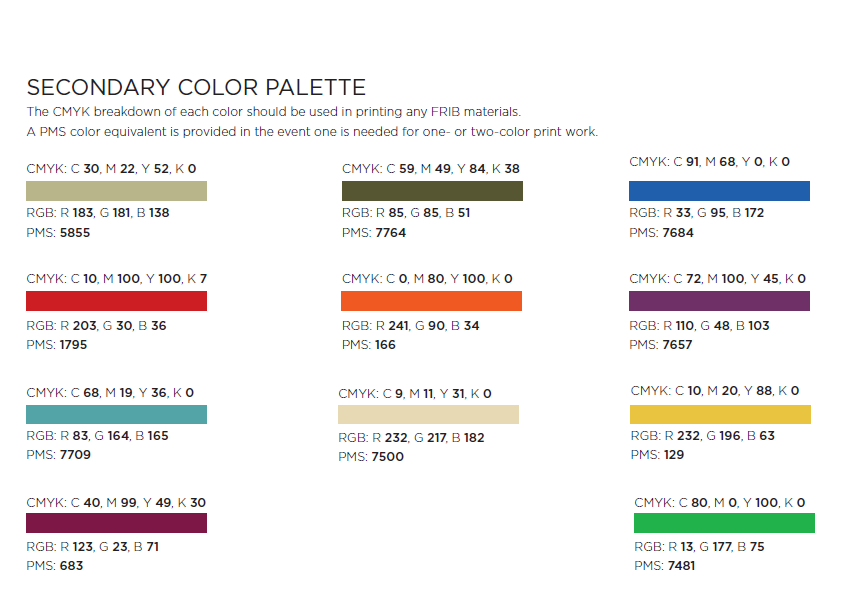 SECONDARY COLOR PALETTE
The CMYK breakdown of each color should be used in printing any FRIB materials.
A PMS color equivalent is provided in the event one is needed for one- or two-color print work.
CMYK: C 30, M 22, Y 52, K 0
RGB: R 183, G 181, B 138
PMS: 5855
CMYK: C 59, M 49, Y 84, K 38
RGB: R 85, G 85, B 51
PMS: 7764
CMYK: C 91, M 68, Y 0, K 0
RGB: R 33, G 95, B 172
PMS: 7684
CMYK: C 10, M 100, Y 100, K 7
RGB: R 203, G 30, B 36
PMS: 1795
CMYK: C 0, M 80, Y 100, K 0
RGB: R 241, G 90, B 34
PMS: 166
CMYK: C 72, M 100, Y 45, K 0
RGB: R 110, G 48, B 103
PMS: 7657
CMYK: C 68, M 19, Y 36, K 0
RGB: R 83, G 164, B 165
PMS: 7709
CMYK: C 9, M 11, Y 31, K 0
RGB: R 232, G 217, B 182
PMS: 7500
CMYK: C 10, M 20, Y 88, K 0
RGB: R 232, G 196, B 63
PMS: 129
CMYK: C 40, M 99, Y 49, K 30
RGB: R 123, G 23, B 71
PMS: 683
CMYK: C 80, M 0, Y 100, K 0
RGB: R 13, G 177, B 75
PMS: 7481